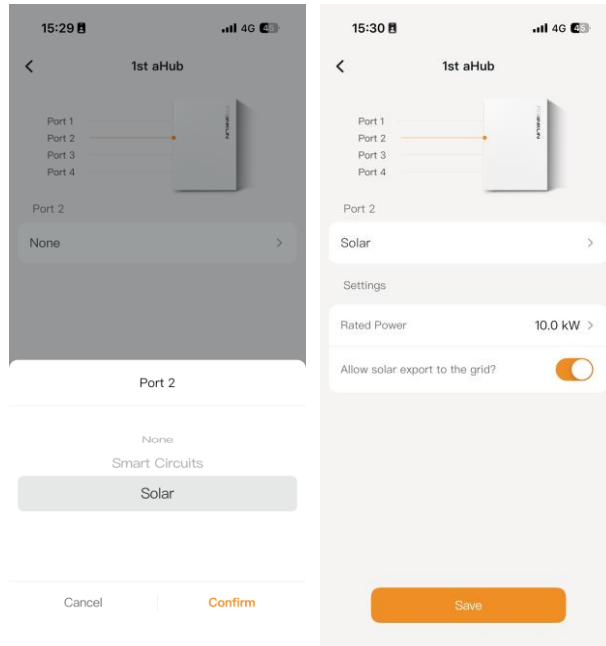 15:29
4G 45
1st aHub
Port 1
Port 2
Port 3
Port 4
Port 2
None
Port 2
None
Smart Circuits
Solar
Cancel
Confirm
15:30
4G 45
1st aHub
Port 1
Port 2
Port 3
Port 4
Port 2
Solar
Settings
Rated Power
10.0 kW
Allow solar export to the grid?
Save